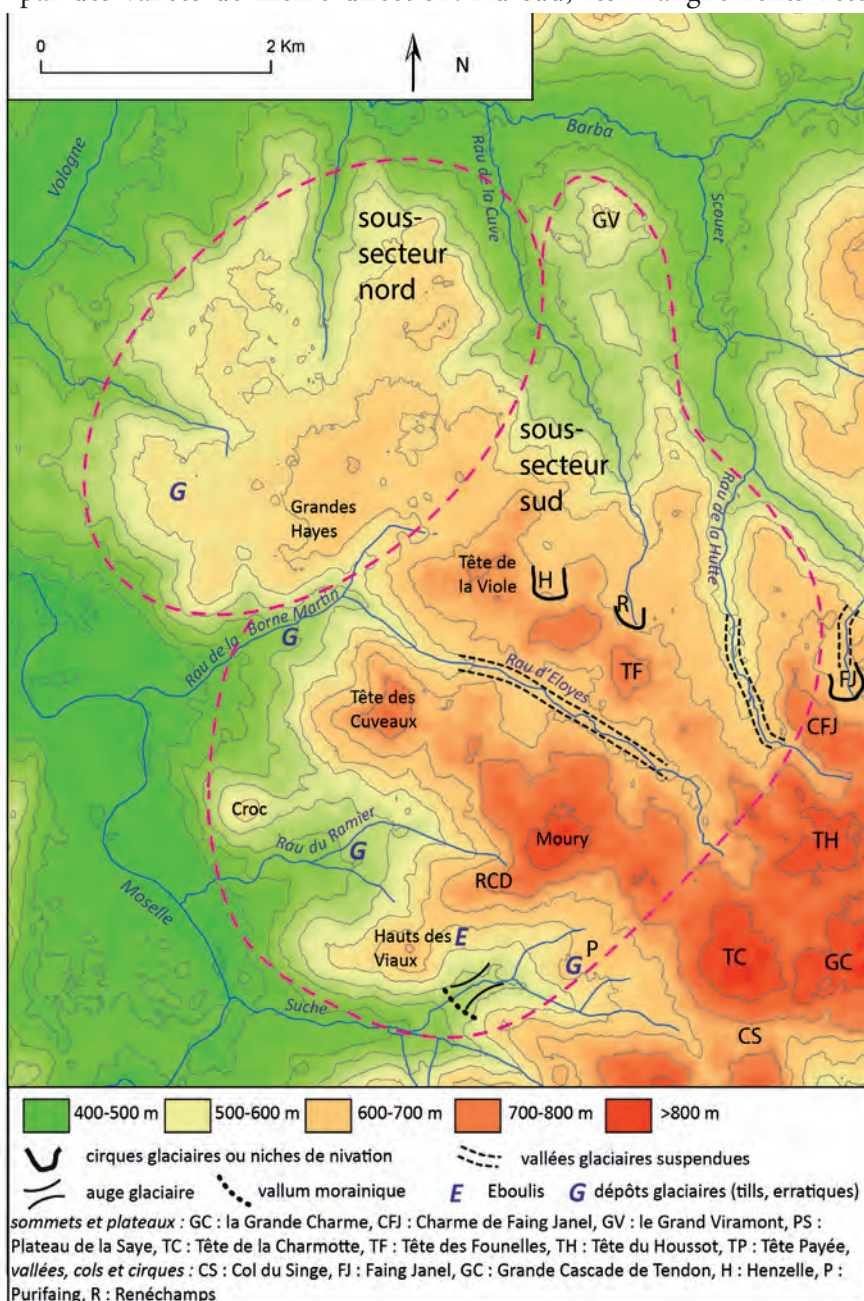 0 2 Km
N
Vologne
Barba
Rau de la Cuve
Scouet
GV
sous-
secteur
nord
sous-
secteur
sud
G
Grandes
Hayes
Tête de
la Viole
H
R
Rau de la Hutte
Rau de la Borne Martin
G
Rau d'Eloyes
TF
FJ
CFJ
Tête des
Cuveaux
Croc
Rau du Ramier
G
Moury
TH
RCD
Moselle
Hauts des
Viaux
E
P
G
TC
GC
Suche
CS
400-500 m 500-600 m 600-700 m 700-800 m >800 m
cirques glaciaires ou niches de nivation vallées glaciaires suspendues
auge glaciaire vallum morainique E Eboulis G dépôts glaciaires (tills, erratiques)
sommets et plateaux : GC : la Grande Charme, CFJ : Charme de Faing Janel, GV : le Grand Viramont, PS :
Plateau de la Saye, TC : Tête de la Charmotte, TF : Tête des Founelles, TH : Tête du Houssot, TP : Tête Payée,
vallées, cols et cirques : CS : Col du Singe, FJ : Faing Janel, GC : Grande Cascade de Tendon, H : Henzelle, P :
Purifaing, R : Renéchamps